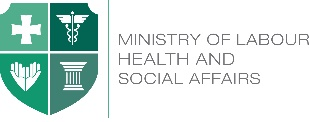 MINISTRY OF LABOUR
HEALTH AND
SOCIAL AFFAIRS